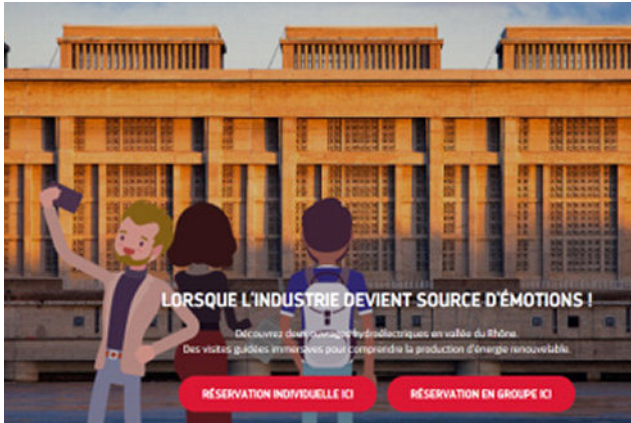 LORSQUE L'INDUSTRIE DEVIENT SOURCE D'ÉMOTIONS !
Découvrez deux ouvrages hydroélectriques en vallée du Rhône.
Des visites guidées immersives pour comprendre la production d'énergie renouvelable.
RÉSERVATION INDIVIDUELLE ICI
RÉSERVATION EN GROUPE ICI